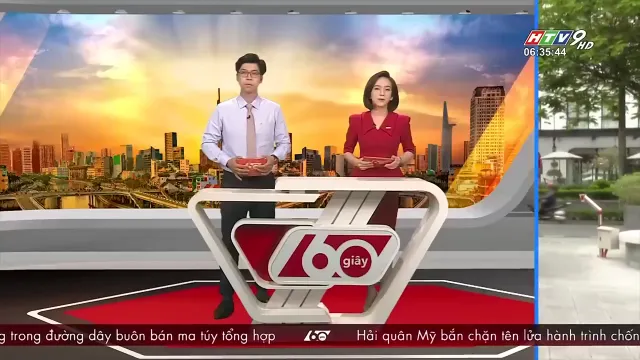 HTV9 HD
06:35:44
60 giây
g trong đường dây buôn bán ma túy tổng hợp 60 Hải quân Mỹ bắn chặn tên lửa hành trình chốn